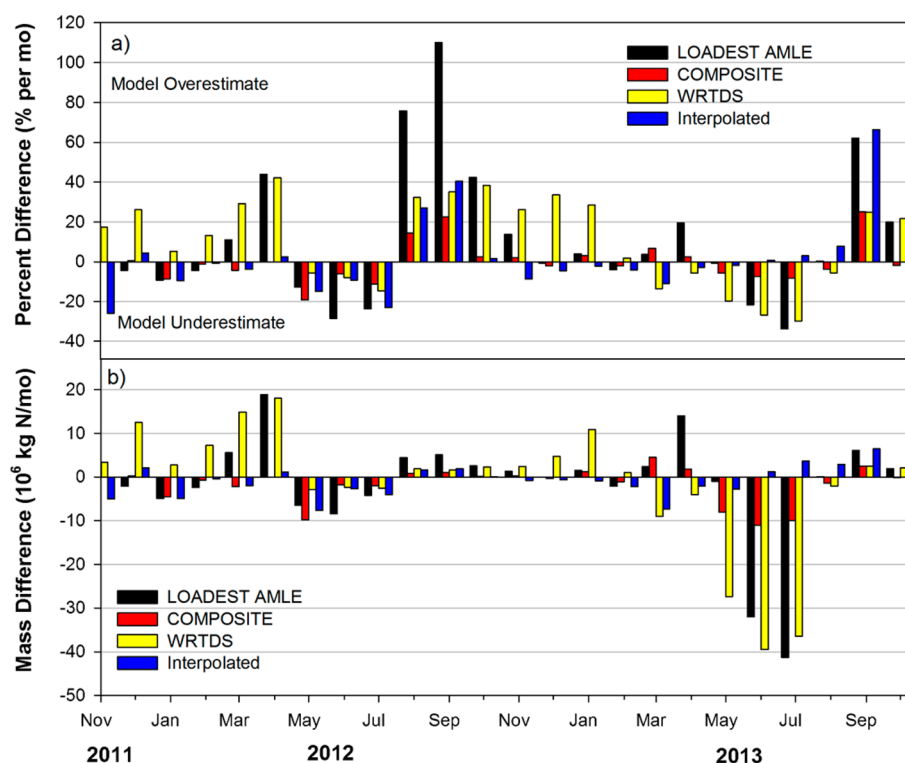 Percent Difference (% per mo)
120
100
80
60
40
20
0
-20
-40
a)
Model Overestimate
Model Underestimate
LOADEST AMLE
COMPOSITE
WRTDS
Interpolated
Mass Difference (10⁶ kg N/mo)
20
10
0
-10
-20
-30
-40
-50
b)
LOADEST AMLE
COMPOSITE
WRTDS
Interpolated
Nov Jan Mar May Jul Sep Nov Jan Mar May Jul Sep
2011 2012 2013